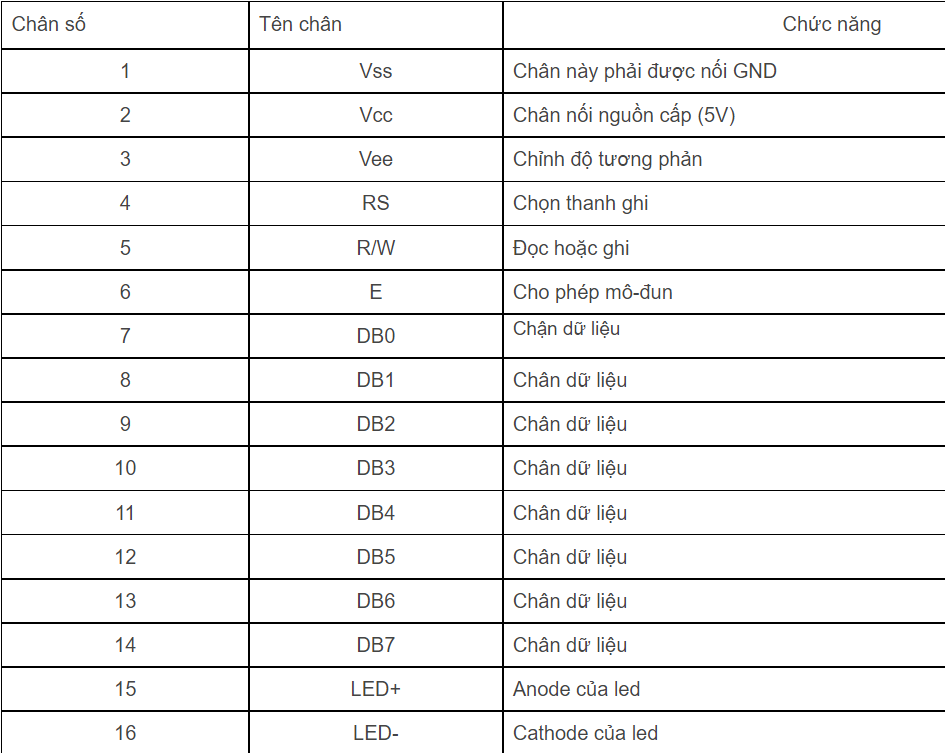 Chân số Tên chân Chức năng
1 Vss Chân này phải được nối GND
2 Vcc Chân nối nguồn cấp (5V)
3 Vee Chỉnh độ tương phản
4 RS Chọn thanh ghi
5 R/W Đọc hoặc ghi
6 E Cho phép mô-đun
7 DB0 Chận dữ liệu
8 DB1 Chân dữ liệu
9 DB2 Chân dữ liệu
10 DB3 Chân dữ liệu
11 DB4 Chân dữ liệu
12 DB5 Chân dữ liệu
13 DB6 Chân dữ liệu
14 DB7 Chân dữ liệu
15 LED+ Anode của led
16 LED- Cathode của led